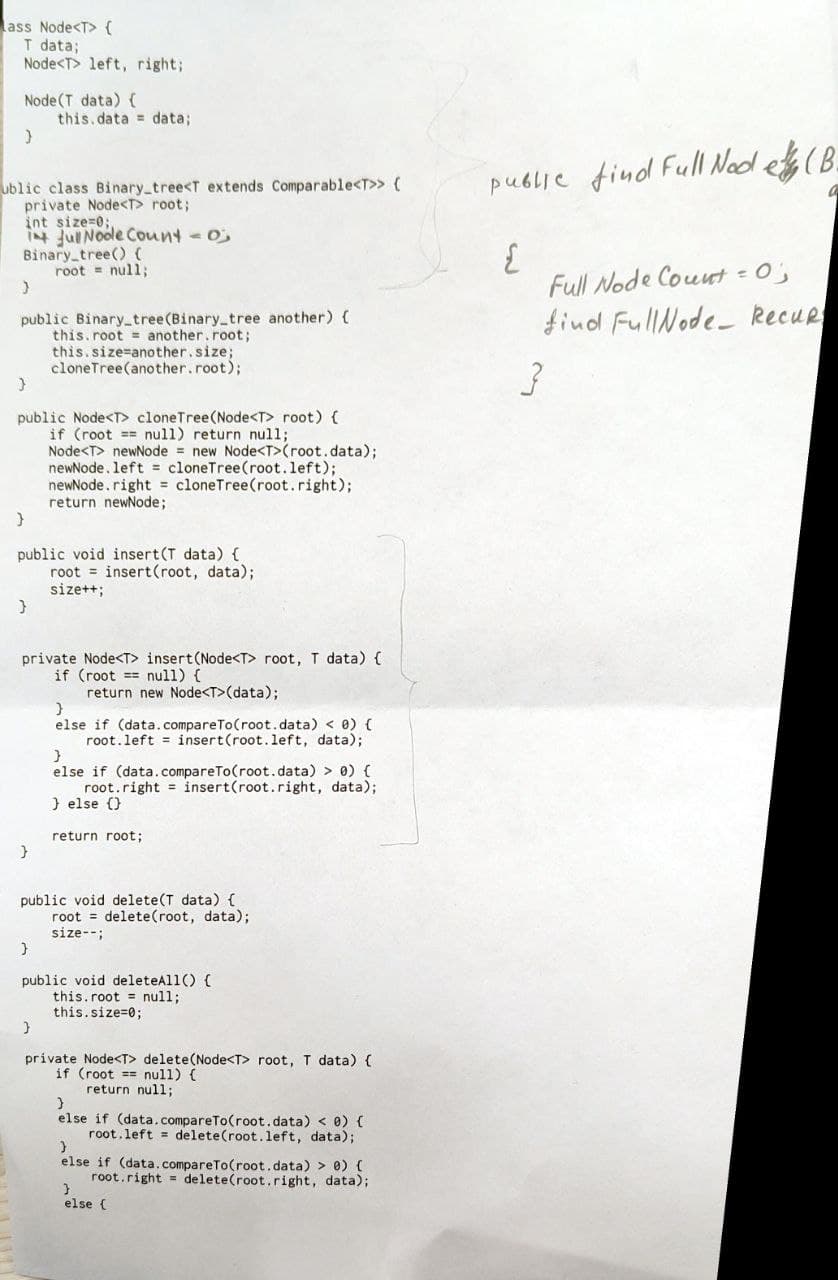 lass Node<T> {
T data;
Node<T> left, right;
Node(T data) {
this.data = data;
}
ublic class Binary_tree<T extends Comparable<T>> {
private Node<T> root;
int size=0;
int fullNodeCount = 0;
Binary_tree() {
root = null;
}
public Binary_tree(Binary_tree another) {
this.root = another.root;
this.size=another.size;
cloneTree(another.root);
}
public Node<T> cloneTree(Node<T> root) {
if (root == null) return null;
Node<T> newNode = new Node<T>(root.data);
newNode.left = cloneTree(root.left);
newNode.right = cloneTree(root.right);
return newNode;
}
public void insert(T data) {
root = insert(root, data);
size++;
}
private Node<T> insert(Node<T> root, T data) {
if (root == null) {
return new Node<T>(data);
}
else if (data.compareTo(root.data) < 0) {
root.left = insert(root.left, data);
}
else if (data.compareTo(root.data) > 0) {
root.right = insert(root.right, data);
} else {}
return root;
}
public void delete(T data) {
root = delete(root, data);
size--;
}
public void deleteAll() {
this.root = null;
this.size=0;
}
private Node<T> delete(Node<T> root, T data) {
if (root == null) {
return null;
}
else if (data.compareTo(root.data) < 0) {
root.left = delete(root.left, data);
}
else if (data.compareTo(root.data) > 0) {
root.right = delete(root.right, data);
}
else {
public find Full Node (B
{
Full Node Count = 0;
find FullNode_ Recur
}